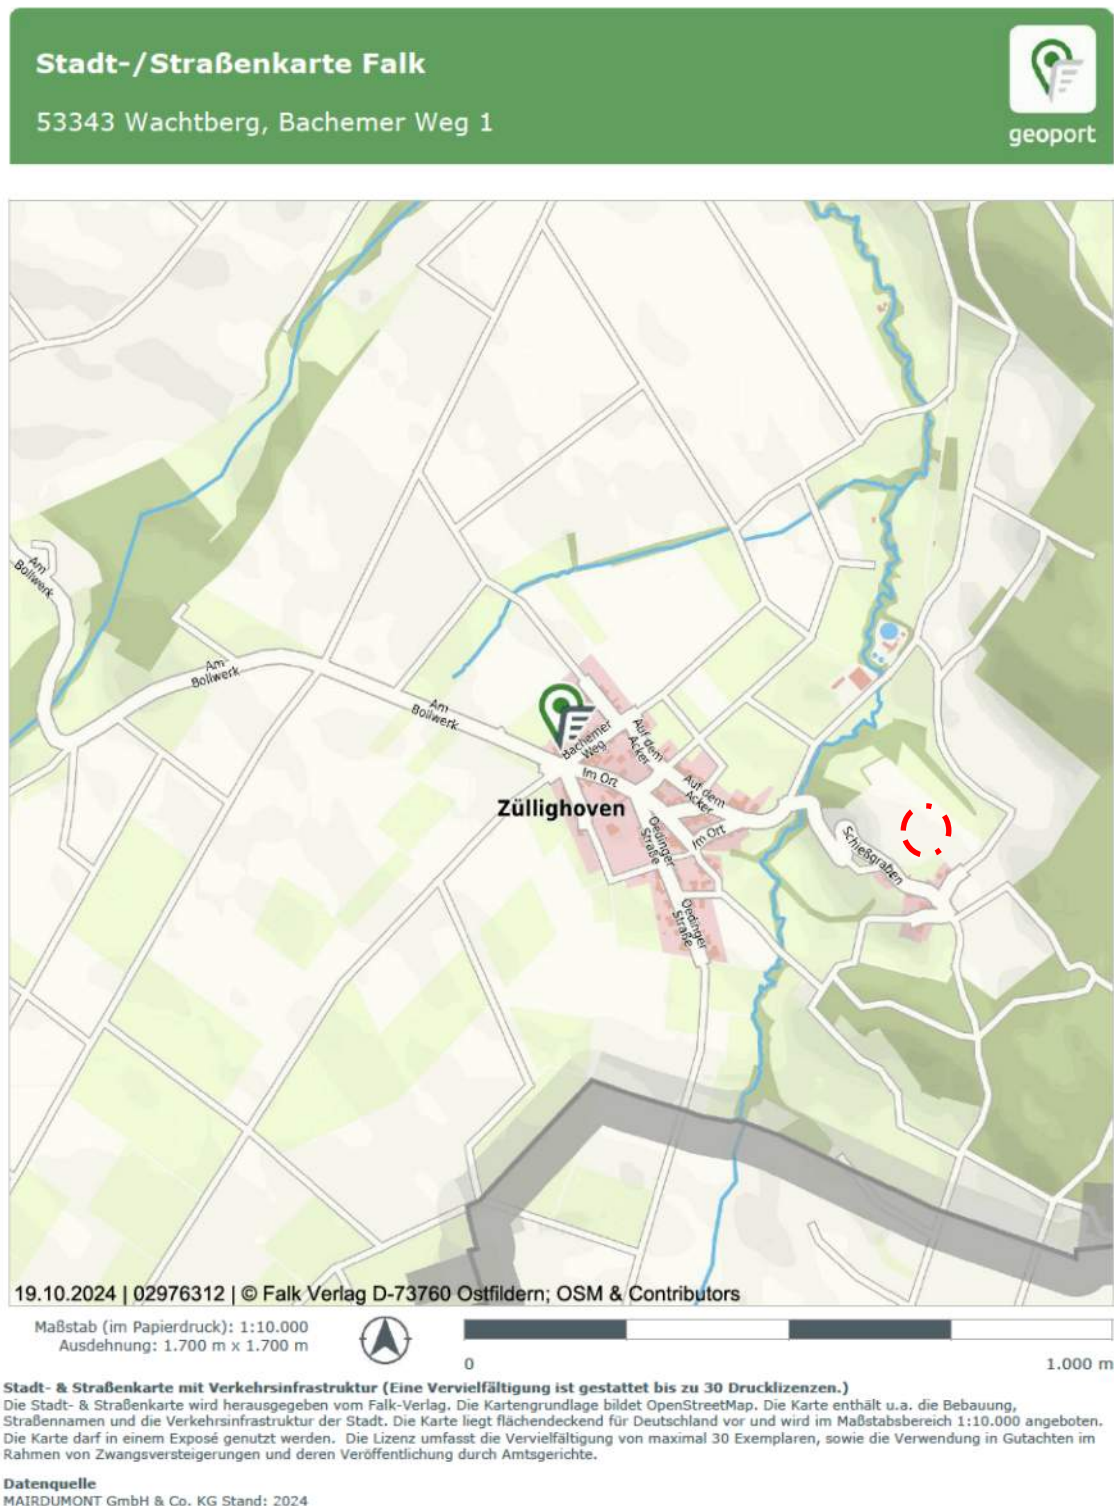 Stadt-/Straßenkarte Falk
53343 Wachtberg, Bachemer Weg 1
geoport
Am
Bollwerk
Am
Bollwerk
Am
Bollwerk
Bachemer
Weg
Auf dem
Acker
Im Ort
Auf dem
Acker
Züllighoven
Oedinger
Straße
Im Ort
Schießgraben
Oedinger
Straße
19.10.2024 | 02976312 | © Falk Verlag D-73760 Ostfildern; OSM & Contributors
Maßstab (im Papierdruck): 1:10.000
Ausdehnung: 1.700 m x 1.700 m
0
1.000 m
Stadt- & Straßenkarte mit Verkehrsinfrastruktur (Eine Vervielfältigung ist gestattet bis zu 30 Drucklizenzen.)
Die Stadt- & Straßenkarte wird herausgegeben vom Falk-Verlag. Die Kartengrundlage bildet OpenStreetMap. Die Karte enthält u.a. die Bebauung,
Straßennamen und die Verkehrsinfrastruktur der Stadt. Die Karte liegt flächendeckend für Deutschland vor und wird im Maßstabsbereich 1:10.000 angeboten.
Die Karte darf in einem Exposé genutzt werden. Die Lizenz umfasst die Vervielfältigung von maximal 30 Exemplaren, sowie die Verwendung in Gutachten im
Rahmen von Zwangsversteigerungen und deren Veröffentlichung durch Amtsgerichte.
Datenquelle
MAIRDUMONT GmbH & Co. KG Stand: 2024